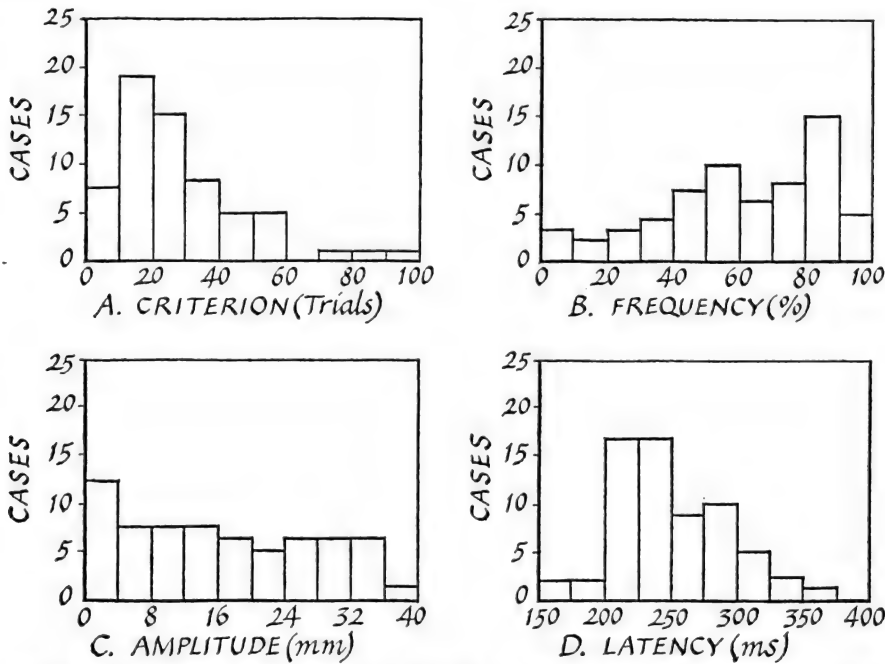 25
20
15
10
5
0
CASES
0 20 40 60 80 100
A. CRITERION (Trials)
25
20
15
10
5
0
CASES
0 20 40 60 80 100
B. FREQUENCY (%)
25
20
15
10
5
0
CASES
0 8 16 24 32 40
C. AMPLITUDE (mm)
25
20
15
10
5
0
CASES
150 200 250 300 350 400
D. LATENCY (ms)